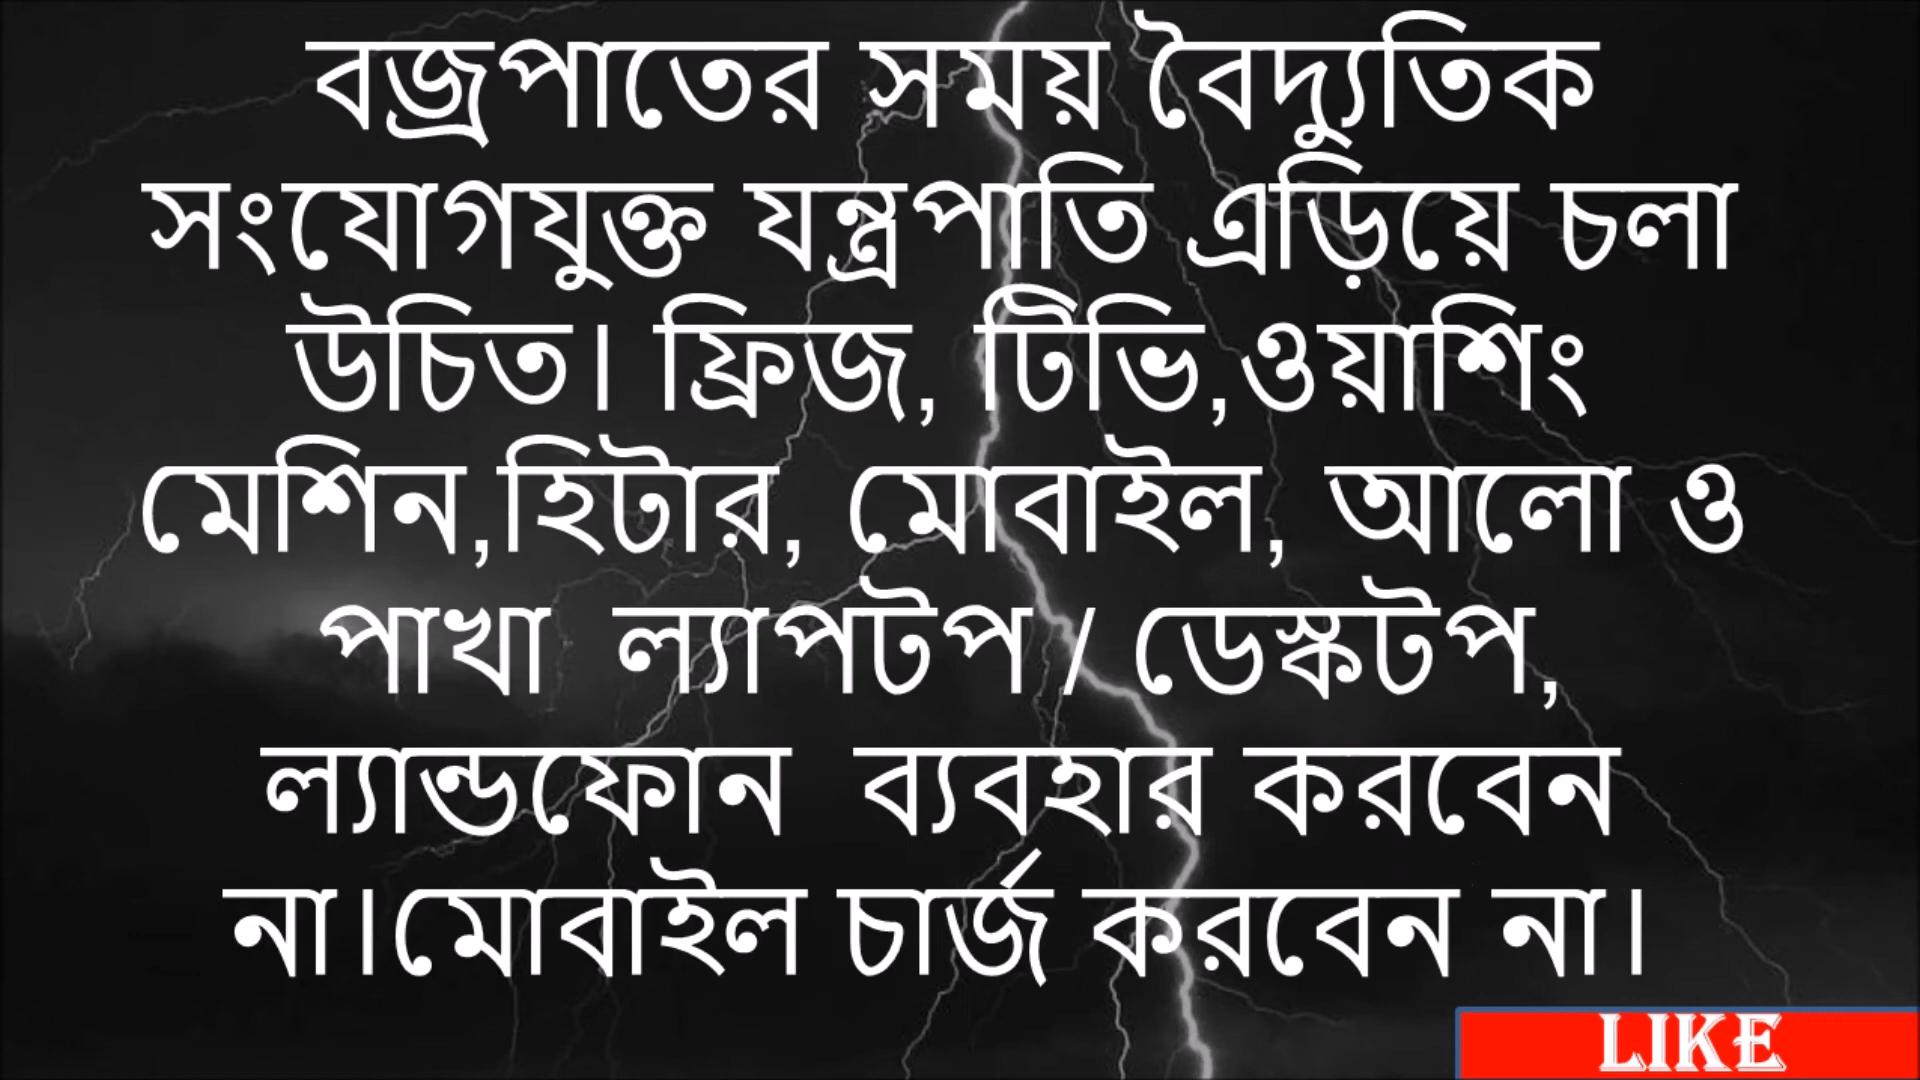 বজ্রপাতের সময় বৈদ্যুতিক
সংযোগযুক্ত যন্ত্রপাতি এড়িয়ে চলা
উচিত। ফ্রিজ, টিভি,ওয়াশিং
মেশিন,হিটার, মোবাইল, আলো ও
পাখা  ল্যাপটপ / ডেস্কটপ,
ল্যান্ডফোন  ব্যবহার করবেন
না।মোবাইল চার্জ করবেন না।
LIKE